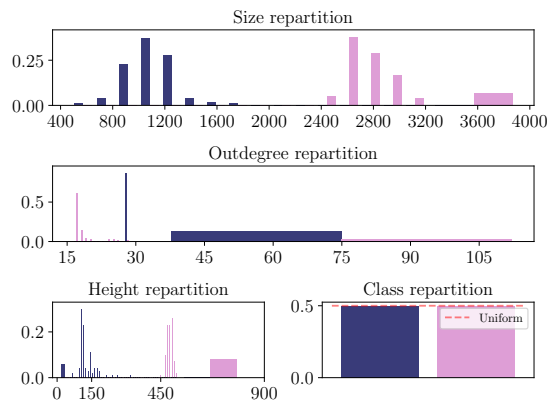 Size repartition
0.25
0.00
400 800 1200 1600 2000 2400 2800 3200 3600 4000
Outdegree repartition
0.5
0.0
15 30 45 60 75 90 105
Height repartition
0.2
0.0
0 150 450 900
Class repartition
0.5
Uniform
0.0